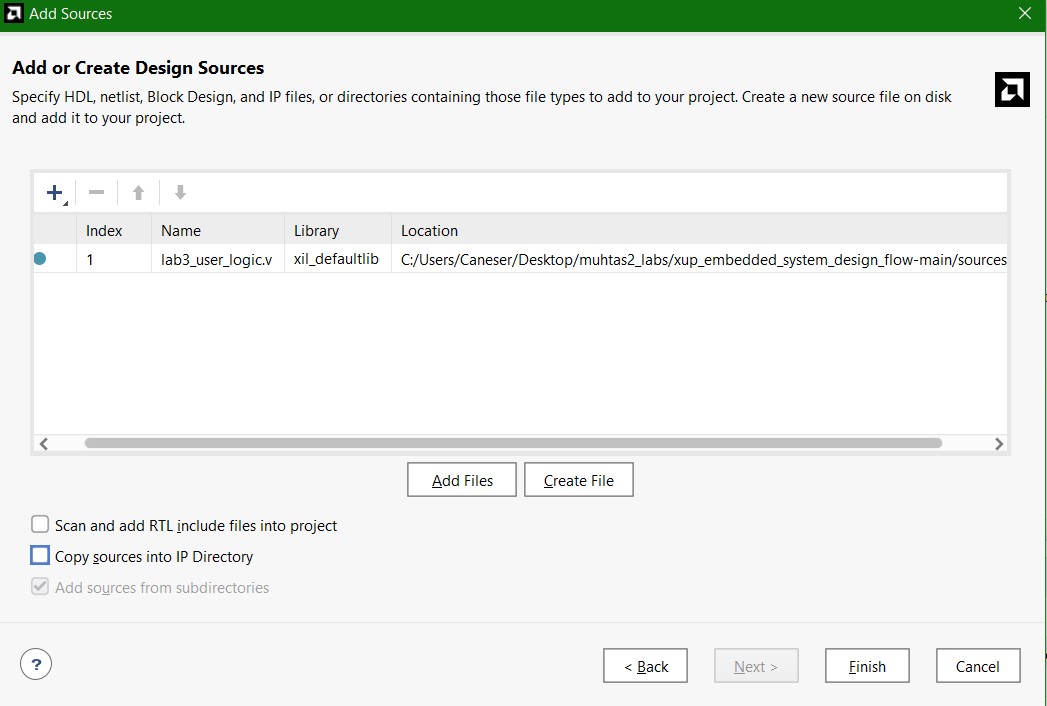 Add Sources
Add or Create Design Sources
Specify HDL, netlist, Block Design, and IP files, or directories containing those file types to add to your project. Create a new source file on disk
and add it to your project.
Index Name Library Location
1 lab3_user_logic.v xil_defaultlib C:/Users/Caneser/Desktop/muhtas2_labs/xup_embedded_system_design_flow-main/sources
Add Files Create File
Scan and add RTL include files into project
Copy sources into IP Directory
Add sources from subdirectories
? < Back Next > Finish Cancel